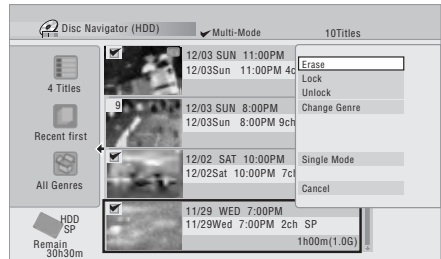 Disc Navigator (HDD)
Multi-Mode
10Titles
4 Titles
Recent first
All Genres
HDD
SP
Remain
30h30m
12/03 SUN 11:00PM
12/03Sun 11:00PM 4c
9
12/03 SUN 8:00PM
12/03Sun 8:00PM 9ch
12/02 SAT 10:00PM
12/02Sat 10:00PM 7ch
11/29 WED 7:00PM
11/29Wed 7:00PM 2ch SP
1h00m(1.0G)
Erase
Lock
Unlock
Change Genre
Single Mode
Cancel